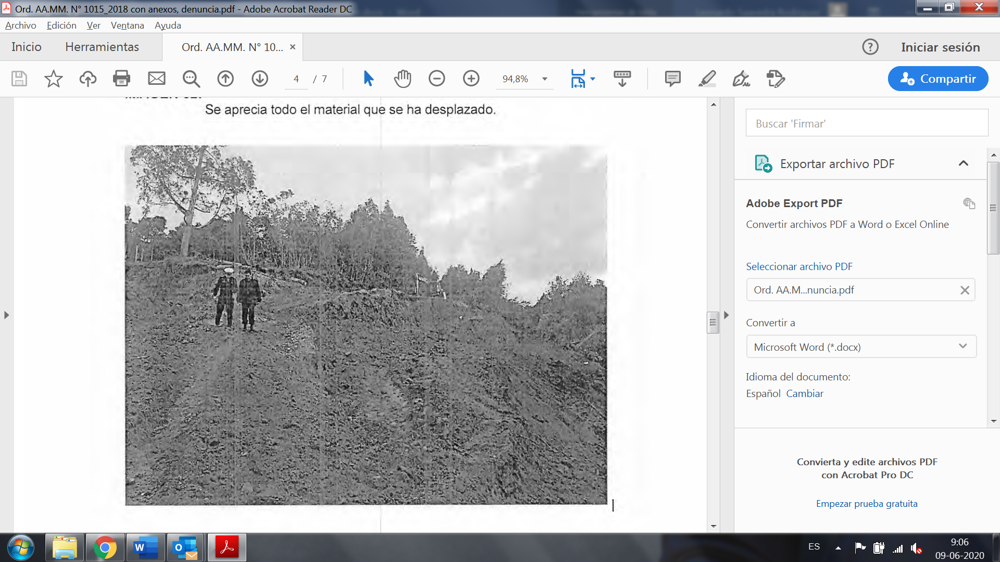 Ord. AA.MM. N° 1015_2018 con anexos, denuncia.pdf - Adobe Acrobat Reader DC
Archivo Edición Ver Ventana Ayuda
Inicio Herramientas Ord. AA.MM. N° 10... × ? Iniciar sesión
4 / 7 94,8% Compartir
Se aprecia todo el material que se ha desplazado.
Buscar 'Firmar'
Exportar archivo PDF
Adobe Export PDF
Convertir archivos PDF a Word o Excel Online
Seleccionar archivo PDF
Ord. AA.M...nuncia.pdf
Convertir a
Microsoft Word (*.docx)
Idioma del documento:
Español Cambiar
Convierta y edite archivos PDF
con Acrobat Pro DC
Empezar prueba gratuita
ES
9:06
09-06-2020